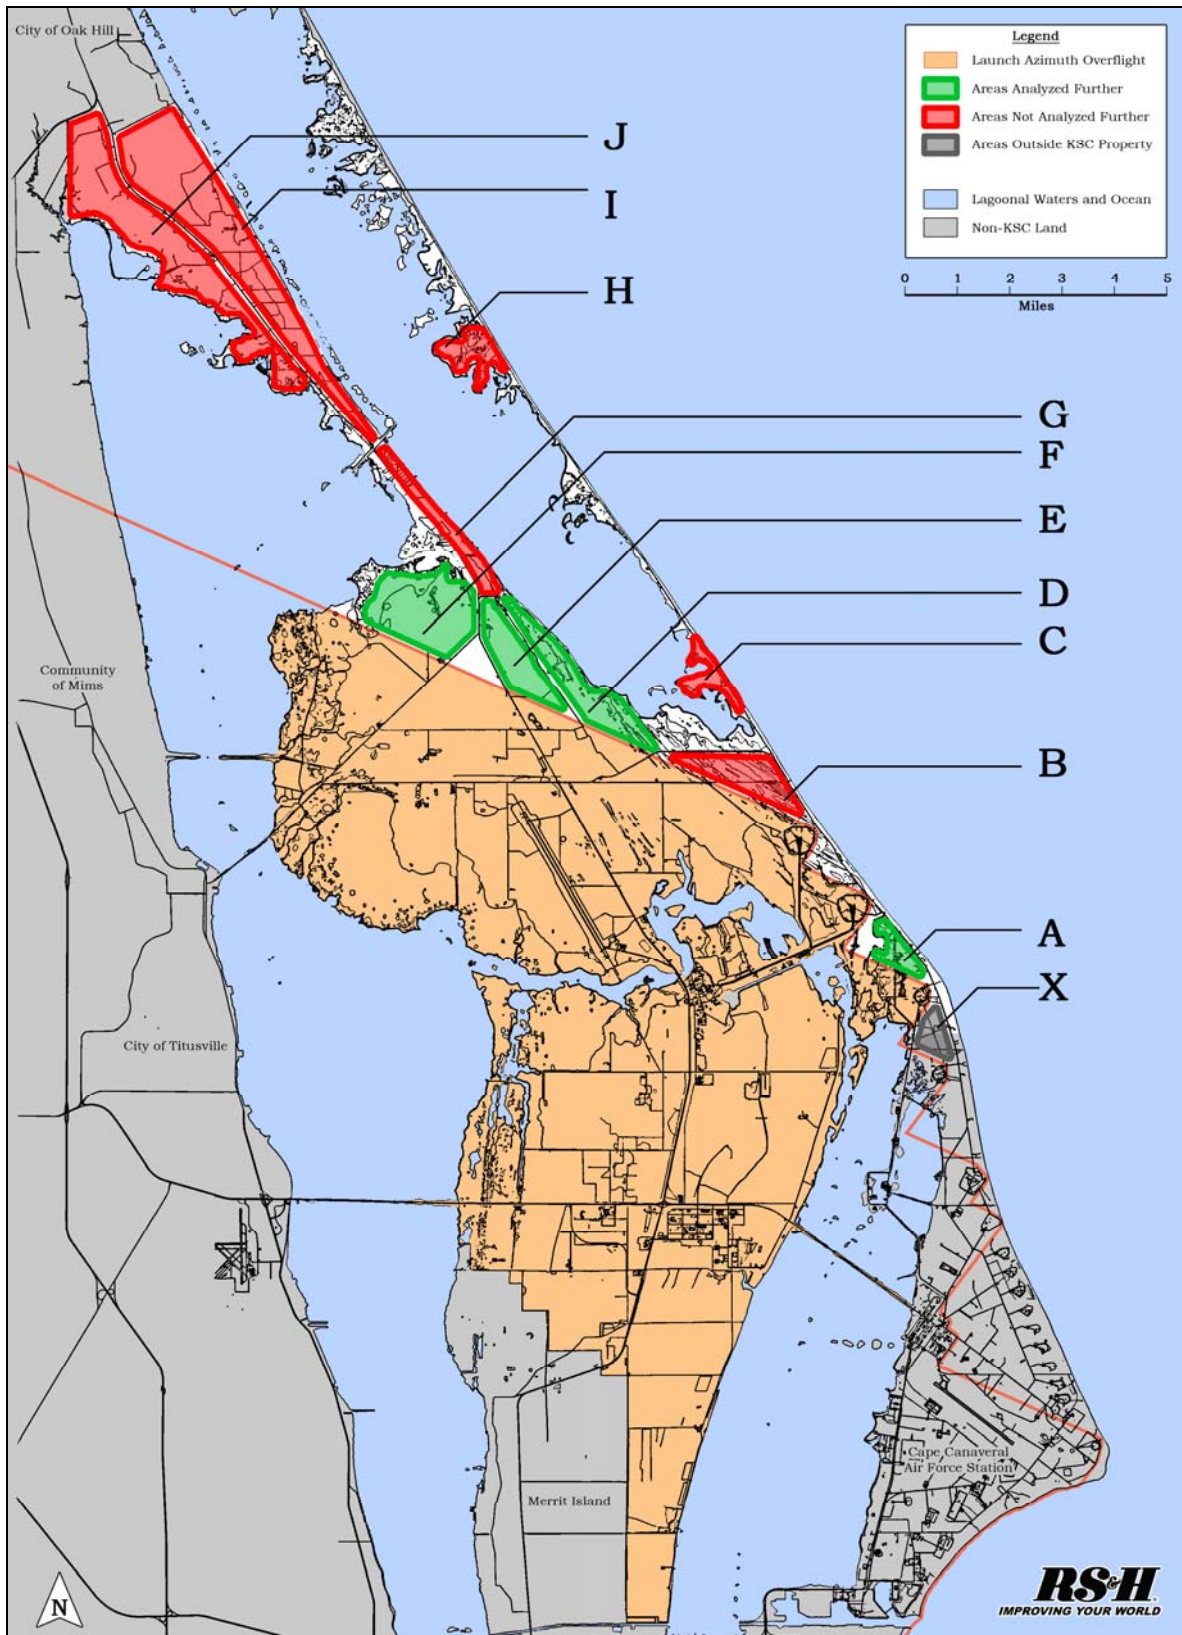 City of Oak Hill
Legend
Launch Azimuth Overflight
Areas Analyzed Further
Areas Not Analyzed Further
Areas Outside KSC Property
Lagoonal Waters and Ocean
Non-KSC Land
0 1 2 3 4 5
Miles
J
I
H
G
F
E
D
C
B
A
X
Community
of Mims
City of Titusville
Cape Canaveral
Air Force Station
Merrit Island
N
RS&H
IMPROVING YOUR WORLD